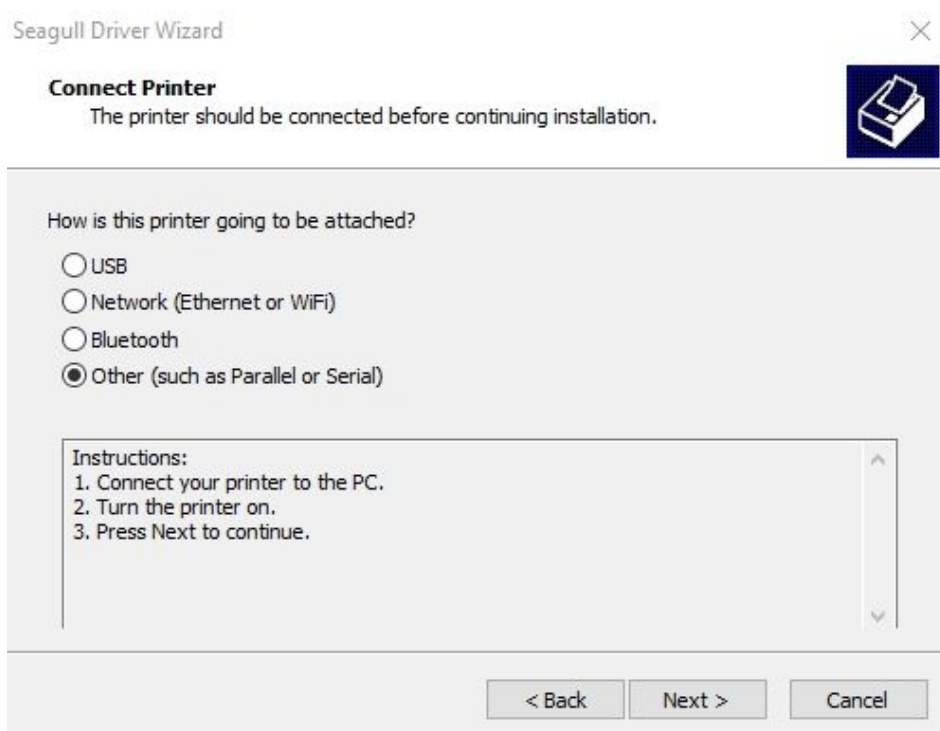 Seagull Driver Wizard
Connect Printer
The printer should be connected before continuing installation.
How is this printer going to be attached?
USB
Network (Ethernet or WiFi)
Bluetooth
Other (such as Parallel or Serial)
Instructions:
1. Connect your printer to the PC.
2. Turn the printer on.
3. Press Next to continue.
< Back Next > Cancel